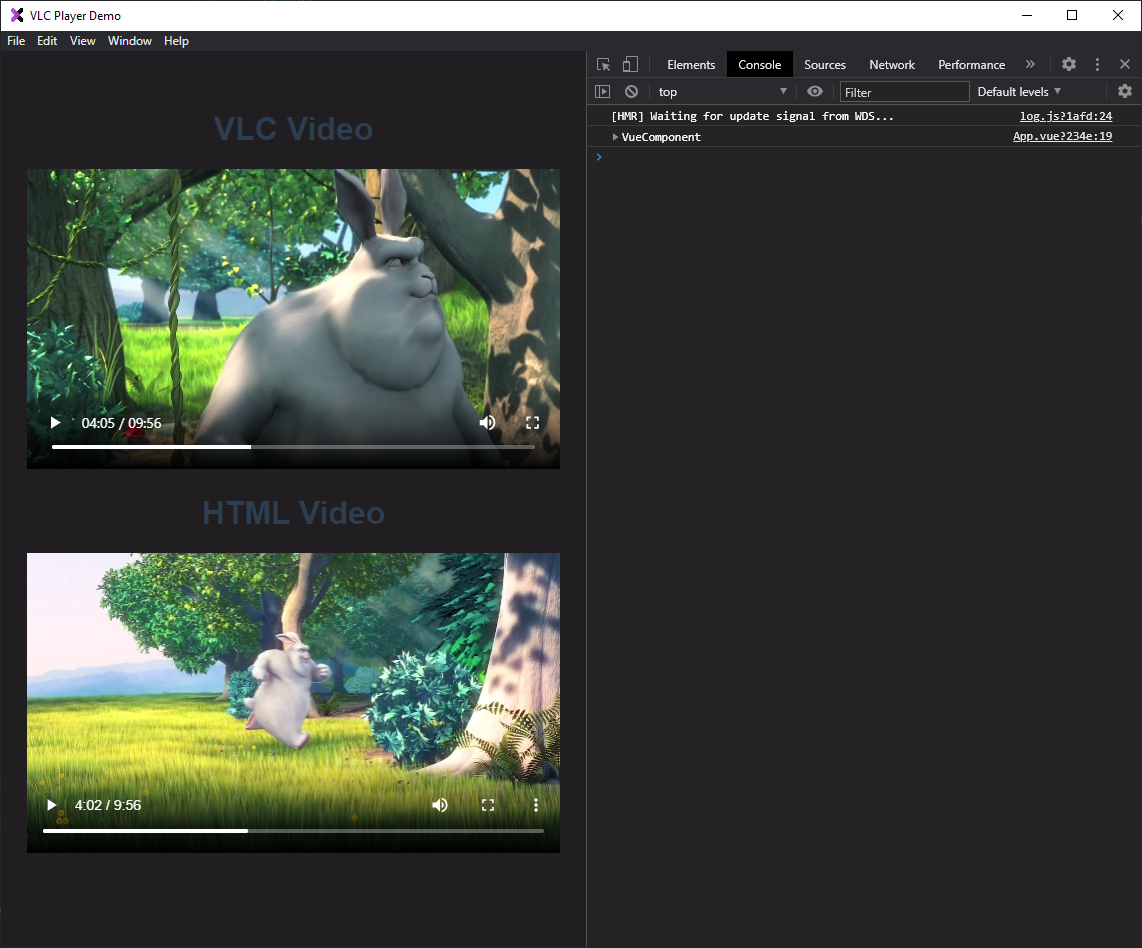 VLC Player Demo
File Edit View Window Help
Elements Console Sources Network Performance »
top Filter Default levels
[HMR] Waiting for update signal from WDS... log.js?1afd:24
VueComponent App.vue?234e:19
VLC Video
04:05 / 09:56
HTML Video
4:02 / 9:56